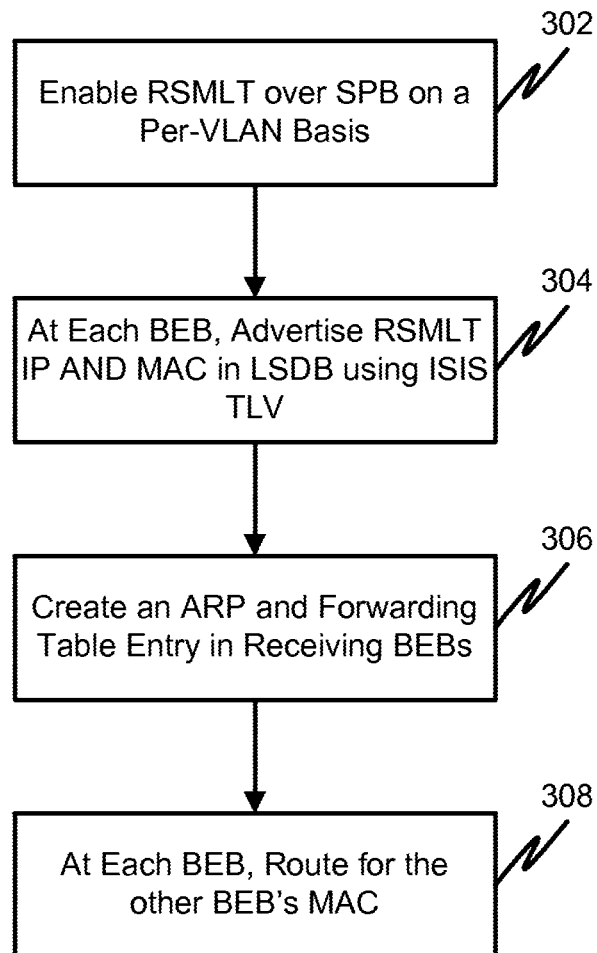 302
Enable RSMLT over SPB on a
Per-VLAN Basis
304
At Each BEB, Advertise RSMLT
IP AND MAC in LSDB using ISIS
TLV
306
Create an ARP and Forwarding
Table Entry in Receiving BEBs
308
At Each BEB, Route for the
other BEB's MAC